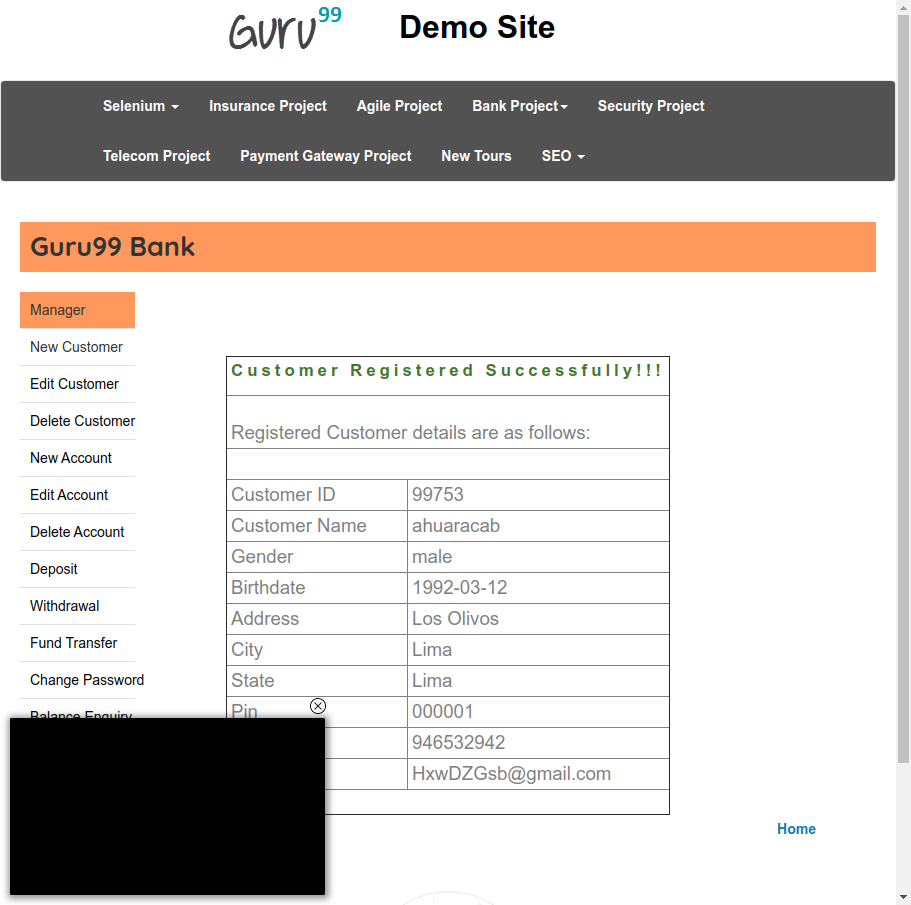 Guru99 Demo Site
Selenium Insurance Project Agile Project Bank Project Security Project
Telecom Project Payment Gateway Project New Tours SEO
Guru99 Bank
Manager
New Customer
Edit Customer
Delete Customer
New Account
Edit Account
Delete Account
Deposit
Withdrawal
Fund Transfer
Change Password
Balance Enquiry
Customer Registered Successfully!!!
Registered Customer details are as follows:
Customer ID 99753
Customer Name ahuaracab
Gender male
Birthdate 1992-03-12
Address Los Olivos
City Lima
State Lima
Pin 000001
946532942
HxwDZGsb@gmail.com
Home